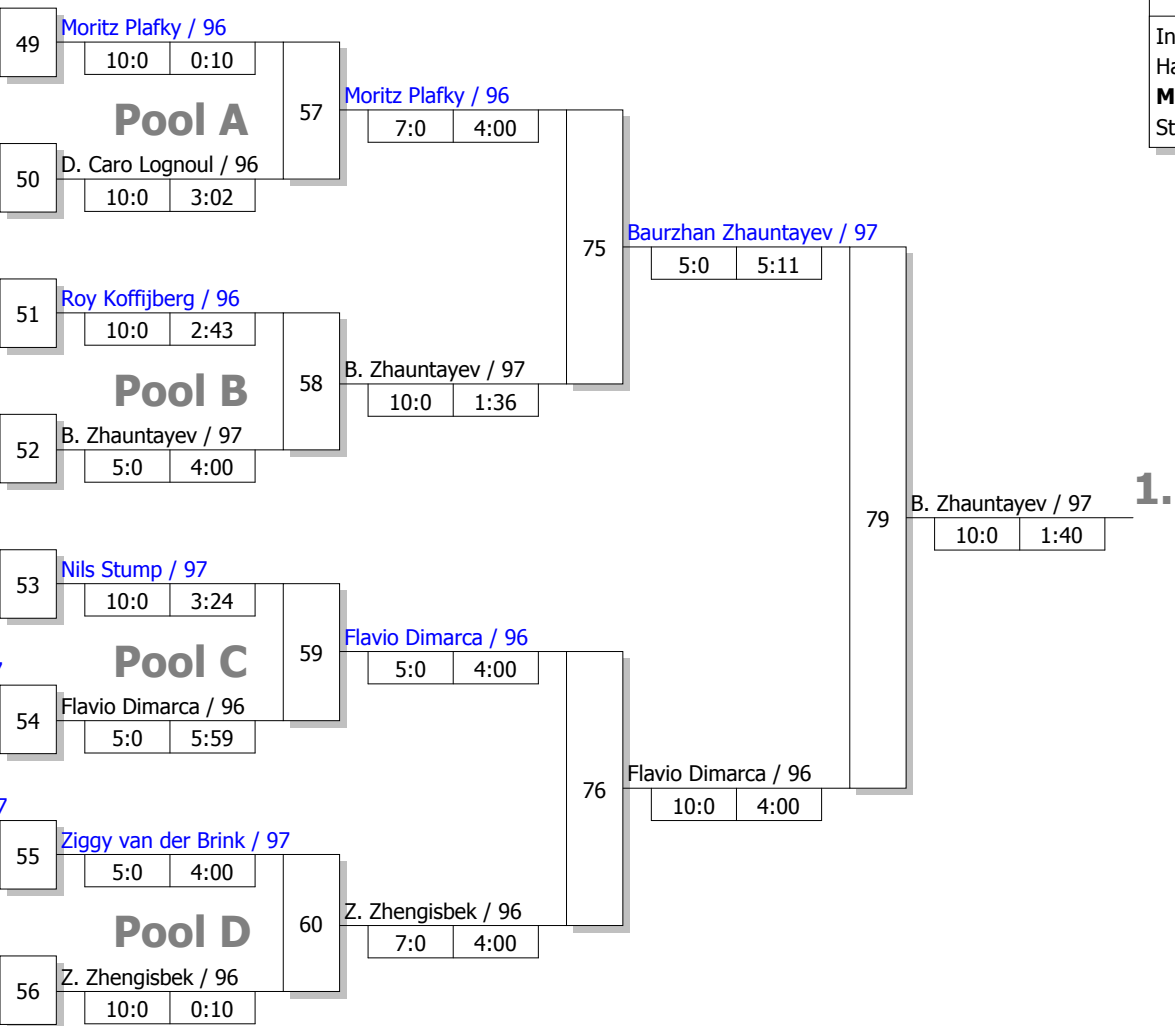 In
Ha
M
St
49
Moritz Plafky / 96
10:0 0:10
Pool A
50
D. Caro Lognoul / 96
10:0 3:02
57
Moritz Plafky / 96
7:0 4:00
51
Roy Koffijberg / 96
10:0 2:43
Pool B
52
B. Zhauntayev / 97
5:0 4:00
58
B. Zhauntayev / 97
10:0 1:36
75
Baurzhan Zhauntayev / 97
5:0 5:11
53
Nils Stump / 97
10:0 3:24
Pool C
54
Flavio Dimarca / 96
5:0 5:59
59
Flavio Dimarca / 96
5:0 4:00
7
55
Ziggy van der Brink / 97
5:0 4:00
Pool D
56
Z. Zhengisbek / 96
10:0 0:10
60
Z. Zhengisbek / 96
7:0 4:00
76
Flavio Dimarca / 96
10:0 4:00
79
B. Zhauntayev / 97
10:0 1:40
1.